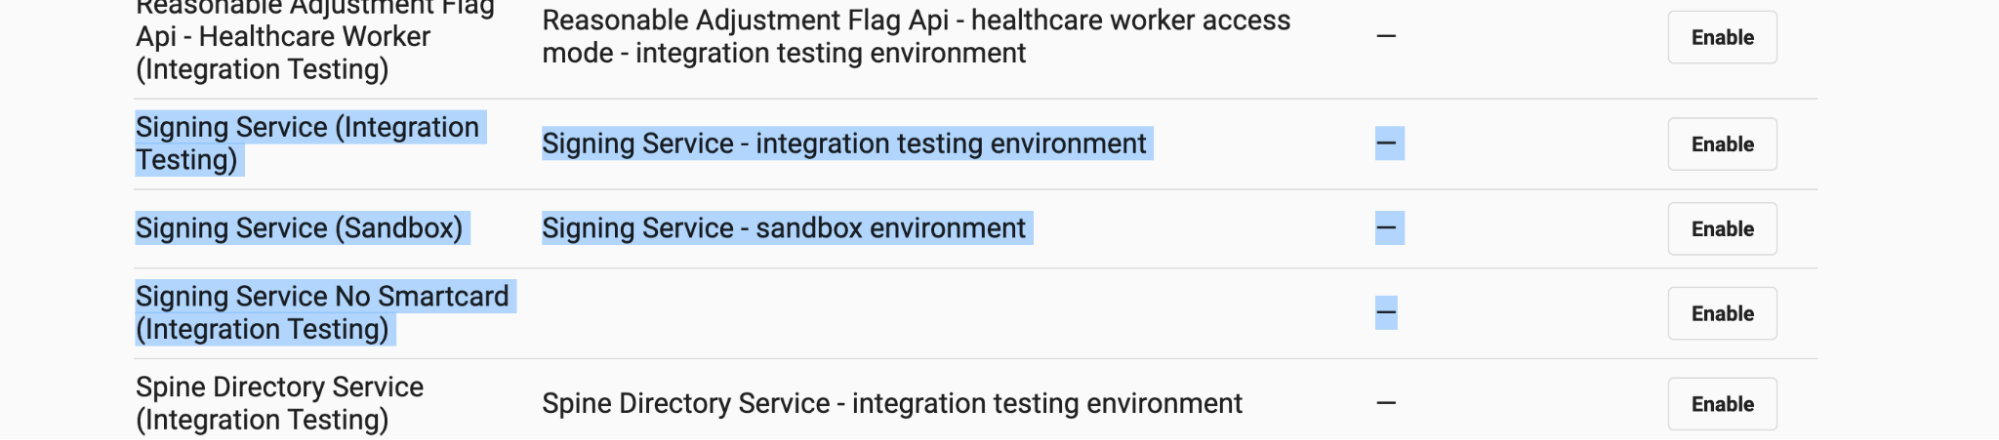 Reasonable Adjustment Flag
Api - Healthcare Worker
(Integration Testing)
Reasonable Adjustment Flag Api - healthcare worker access
mode - integration testing environment
—
Enable
Signing Service (Integration
Testing)
Signing Service - integration testing environment
—
Enable
Signing Service (Sandbox)
Signing Service - sandbox environment
—
Enable
Signing Service No Smartcard
(Integration Testing)
—
Enable
Spine Directory Service
(Integration Testing)
Spine Directory Service - integration testing environment
—
Enable